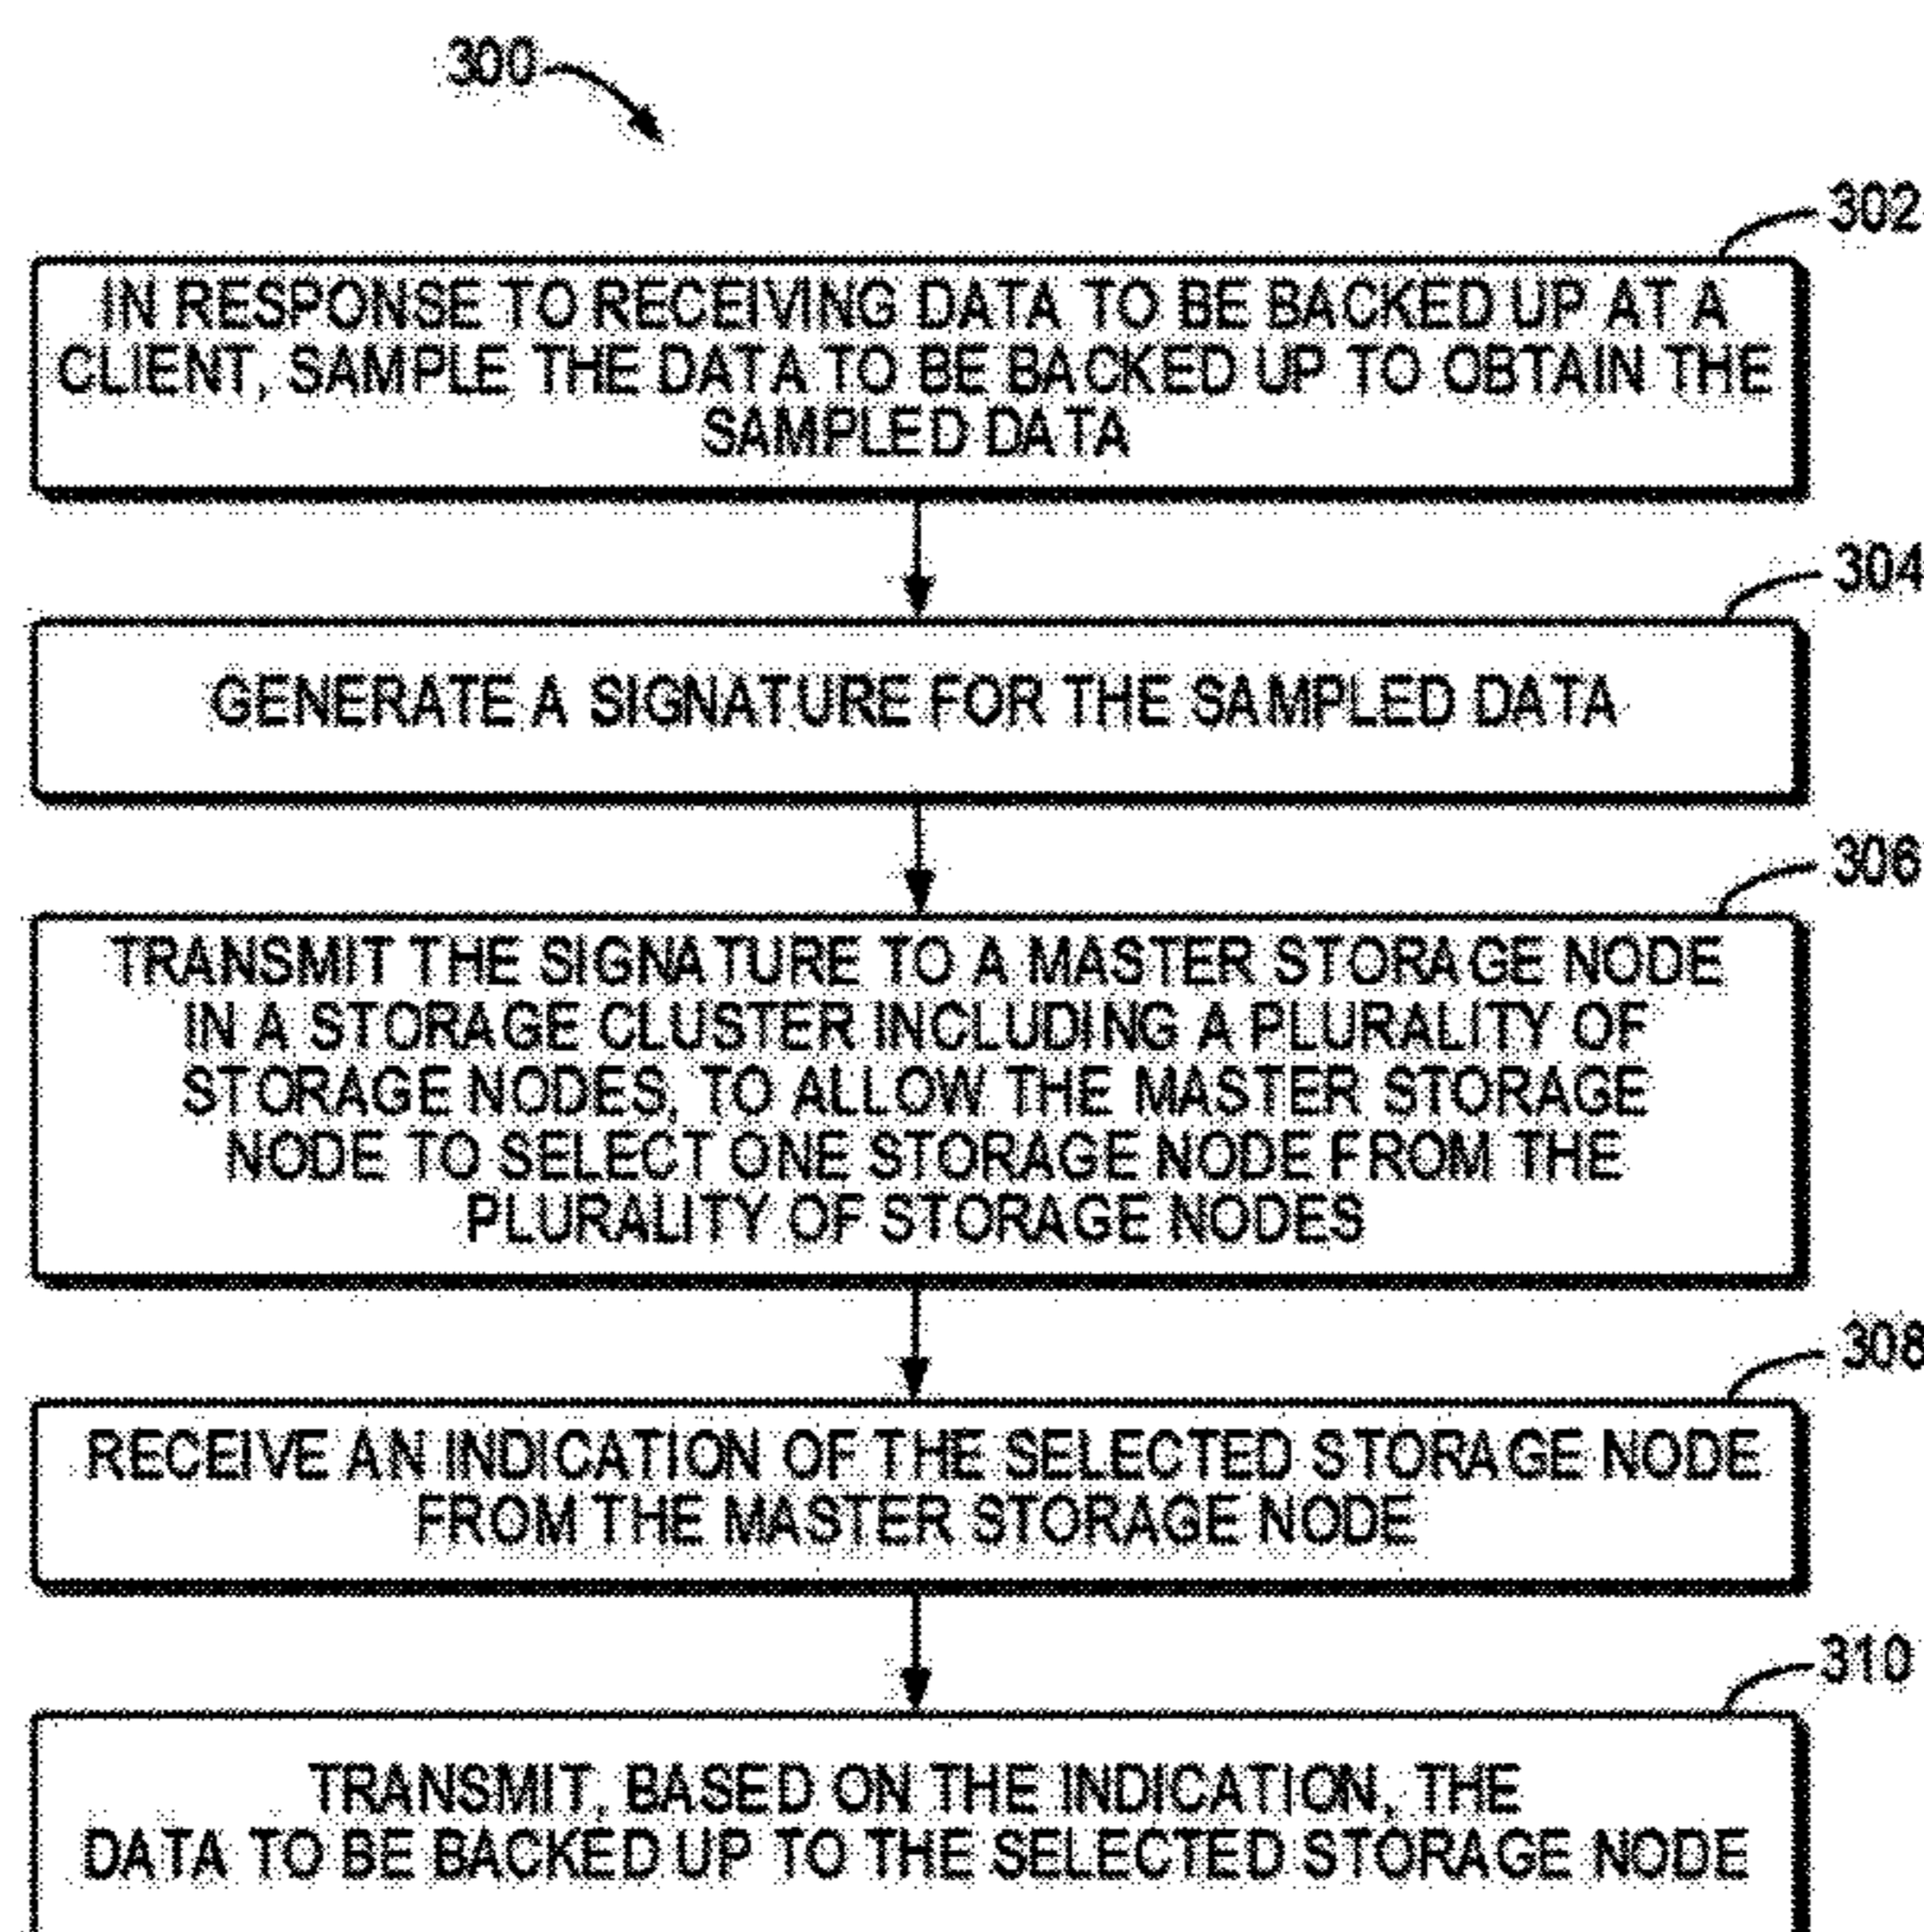 300
302
IN RESPONSE TO RECEIVING DATA TO BE BACKED UP AT A
CLIENT, SAMPLE THE DATA TO BE BACKED UP TO OBTAIN THE
SAMPLED DATA
304
GENERATE A SIGNATURE FOR THE SAMPLED DATA
306
TRANSMIT THE SIGNATURE TO A MASTER STORAGE NODE
IN A STORAGE CLUSTER INCLUDING A PLURALITY OF
STORAGE NODES, TO ALLOW THE MASTER STORAGE
NODE TO SELECT ONE STORAGE NODE FROM THE
PLURALITY OF STORAGE NODES
308
RECEIVE AN INDICATION OF THE SELECTED STORAGE NODE
FROM THE MASTER STORAGE NODE
310
TRANSMIT, BASED ON THE INDICATION, THE
DATA TO BE BACKED UP TO THE SELECTED STORAGE NODE